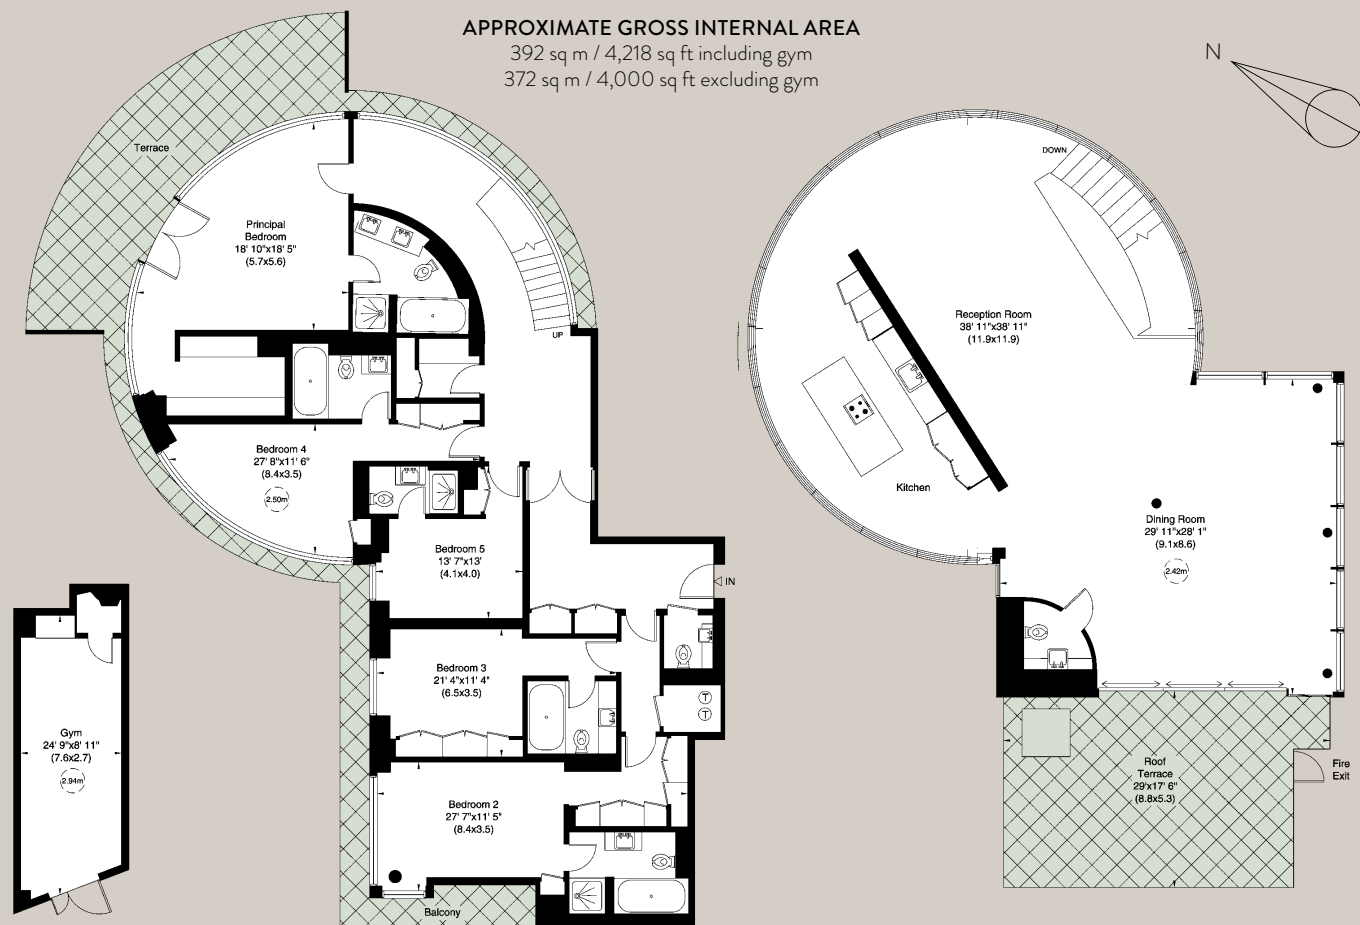 APPROXIMATE GROSS INTERNAL AREA
392 sq m / 4,218 sq ft including gym
372 sq m / 4,000 sq ft excluding gym
N
Terrace
Principal
Bedroom
18' 10"x18' 5"
(5.7x5.6)
UP
Bedroom 4
27' 8"x11' 6"
(8.4x3.5)
2.50m
Bedroom 5
13' 7"x13'
(4.1x4.0)
IN
Bedroom 3
21' 4"x11' 4"
(6.5x3.5)
T
T
Bedroom 2
27' 7"x11' 5"
(8.4x3.5)
Balcony
Gym
24' 9"x8' 11"
(7.6x2.7)
2.94m
DOWN
Reception Room
38' 11"x38' 11"
(11.9x11.9)
Kitchen
Dining Room
29' 11"x28' 1"
(9.1x8.6)
2.42m
Roof
Terrace
29'x17' 6"
(8.8x5.3)
Fire
Exit